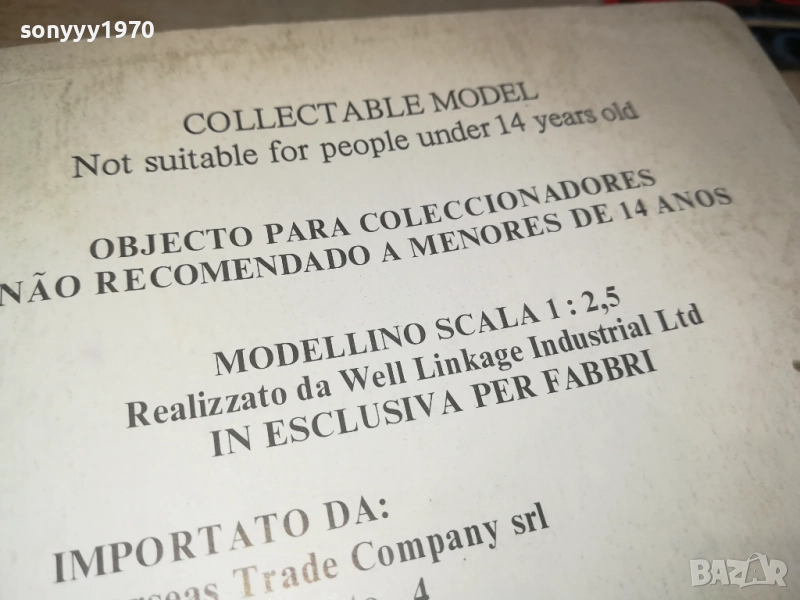 sonyyy1970
COLLECTABLE MODEL
Not suitable for people under 14 years old
OBJECTO PARA COLECCIONADORES
NÃO RECOMENDADO A MENORES DE 14 ANOS
MODELLINO SCALA 1 : 2,5
Realizzato da Well Linkage Industrial Ltd
IN ESCLUSIVA PER FABBRI
IMPORTATO DA:
Trade Company srl
4
BAZAR